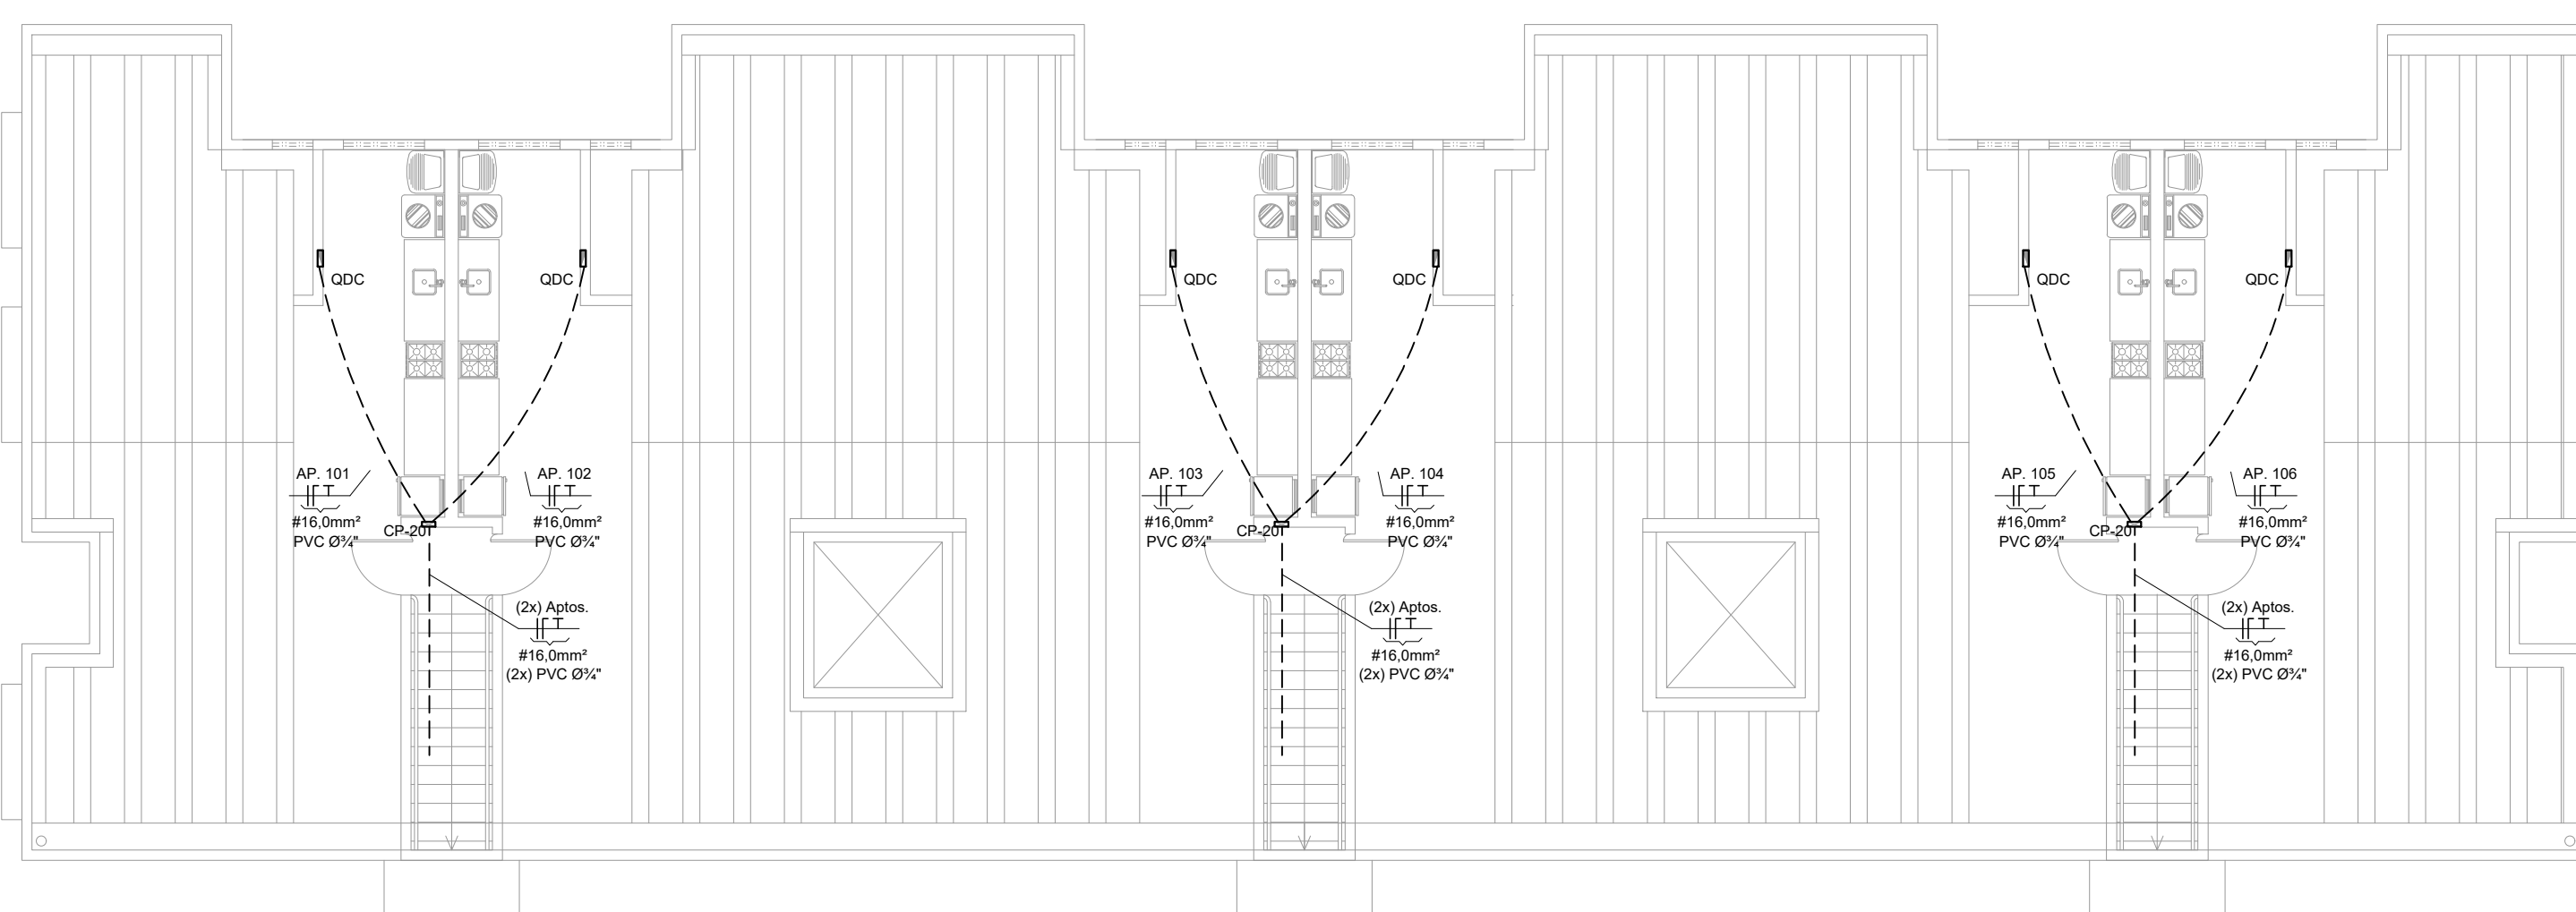 QDC
QDC
AP. 101
#16,0mm²
PVC Ø¾"
CP-20
AP. 102
#16,0mm²
PVC Ø¾"
(2x) Aptos.
#16,0mm²
(2x) PVC Ø¾"
QDC
QDC
AP. 103
#16,0mm²
PVC Ø¾"
CP-20
AP. 104
#16,0mm²
PVC Ø¾"
(2x) Aptos.
#16,0mm²
(2x) PVC Ø¾"
QDC
QDC
AP. 105
#16,0mm²
PVC Ø¾"
CP-20
AP. 106
#16,0mm²
PVC Ø¾"
(2x) Aptos.
#16,0mm²
(2x) PVC Ø¾"